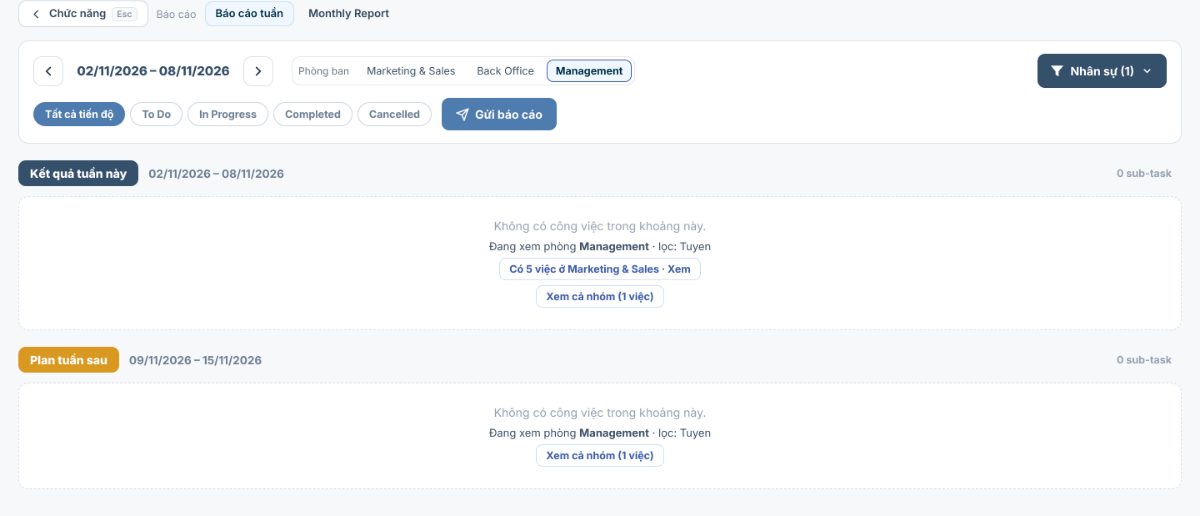 Chức năng Esc Báo cáo Báo cáo tuần Monthly Report
02/11/2026 – 08/11/2026 Phòng ban Marketing & Sales Back Office Management Nhân sự (1)
Tất cả tiến độ To Do In Progress Completed Cancelled Gửi báo cáo
Kết quả tuần này 02/11/2026 – 08/11/2026 0 sub-task
Không có công việc trong khoảng này.
Đang xem phòng Management · lọc: Tuyen
Có 5 việc ở Marketing & Sales · Xem
Xem cả nhóm (1 việc)
Plan tuần sau 09/11/2026 – 15/11/2026 0 sub-task
Không có công việc trong khoảng này.
Đang xem phòng Management · lọc: Tuyen
Xem cả nhóm (1 việc)